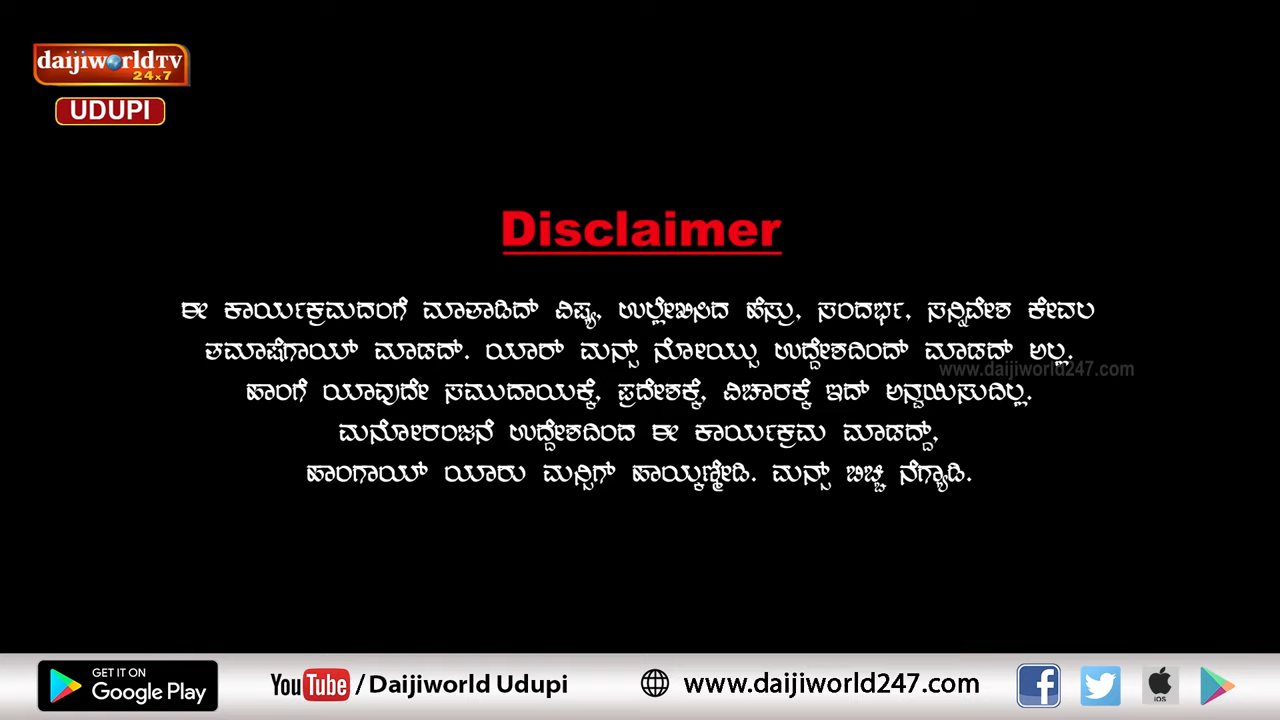 daijiworldTV
24x7
UDUPI
Disclaimer
ಈ ಕಾರ್ಯಕ್ರಮದಂಗೆ ಮಾತಾಡಿದ್ ವಿಷ್ಯ, ಉಲ್ಲೇಖಿಸಿದ ಹೆಸ್ರು, ಸಂದರ್ಭ, ಸನ್ನಿವೇಶ ಕೇವಲ
ಶಮಾಷೆಗಾಯ್ ಮಾಡದ್. ಯಾರ್ ಮನ್ಸ್ ನೋಯ್ಸು ಉದ್ದೇಶದಿಂದ್ ಮಾಡದ್ ಅಲ್ಲ.
www.daijiworld247.com
ಹಾಂಗೆ ಯಾವುದೇ ಸಮುದಾಯಕ್ಕೆ, ಪ್ರದೇಶಕ್ಕೆ, ವಿಚಾರಕ್ಕೆ ಇದ್ ಅನ್ವಯಿಸುದಿಲ್ಲ.
ಮನೋರಂಜನೆ ಉದ್ದೇಶದಿಂದ ಈ ಕಾರ್ಯಕ್ರಮ ಮಾಡದ್ದ್,
ಹಾಂಗಾಯ್ ಯಾರು ಮನ್ಸಿಗ್ ಹಾಯ್ಕಣ್ಬೇಡಿ. ಮನ್ಸ್ ಬಿಚ್ಚಿ ನೆಗ್ಯಾಡಿ.
GET IT ON
Google Play
YouTube / Daijiworld Udupi
www.daijiworld247.com
iOS